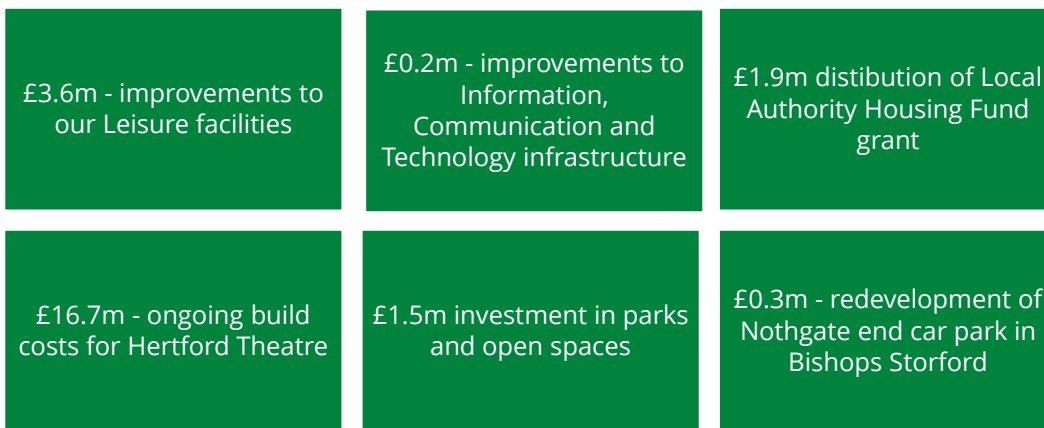 £3.6m - improvements to
our Leisure facilities
£0.2m - improvements to
Information,
Communication and
Technology infrastructure
£1.9m distibution of Local
Authority Housing Fund
grant
£16.7m - ongoing build
costs for Hertford Theatre
£1.5m investment in parks
and open spaces
£0.3m - redevelopment of
Nothgate end car park in
Bishops Storford